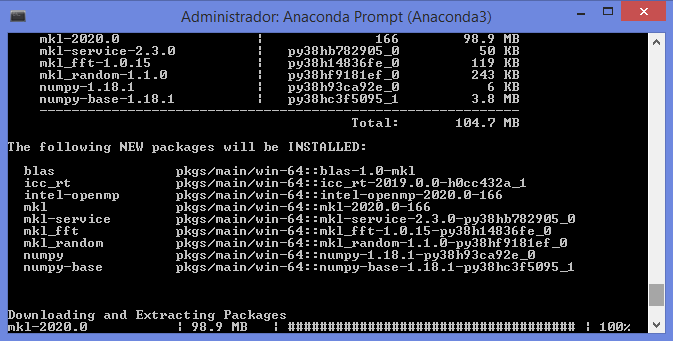 Administrador: Anaconda Prompt (Anaconda3)
mkl-2020.0 | 166 98.9 MB
mkl-service-2.3.0 | py38hb782905_0 50 KB
mkl_fft-1.0.15 | py38h14836fe_0 119 KB
mkl_random-1.1.0 | py38hf9181ef_0 243 KB
numpy-1.18.1 | py38h93ca92e_0 6 KB
numpy-base-1.18.1 | py38hc3f5095_1 3.8 MB
------------------------------------------------------------
Total: 104.7 MB
The following NEW packages will be INSTALLED:
blas pkgs/main/win-64::blas-1.0-mkl
icc_rt pkgs/main/win-64::icc_rt-2019.0.0-h0cc432a_1
intel-openmp pkgs/main/win-64::intel-openmp-2020.0-166
mkl pkgs/main/win-64::mkl-2020.0-166
mkl-service pkgs/main/win-64::mkl-service-2.3.0-py38hb782905_0
mkl_fft pkgs/main/win-64::mkl_fft-1.0.15-py38h14836fe_0
mkl_random pkgs/main/win-64::mkl_random-1.1.0-py38hf9181ef_0
numpy pkgs/main/win-64::numpy-1.18.1-py38h93ca92e_0
numpy-base pkgs/main/win-64::numpy-base-1.18.1-py38hc3f5095_1
Downloading and Extracting Packages
mkl-2020.0 | 98.9 MB | #################################### | 100%